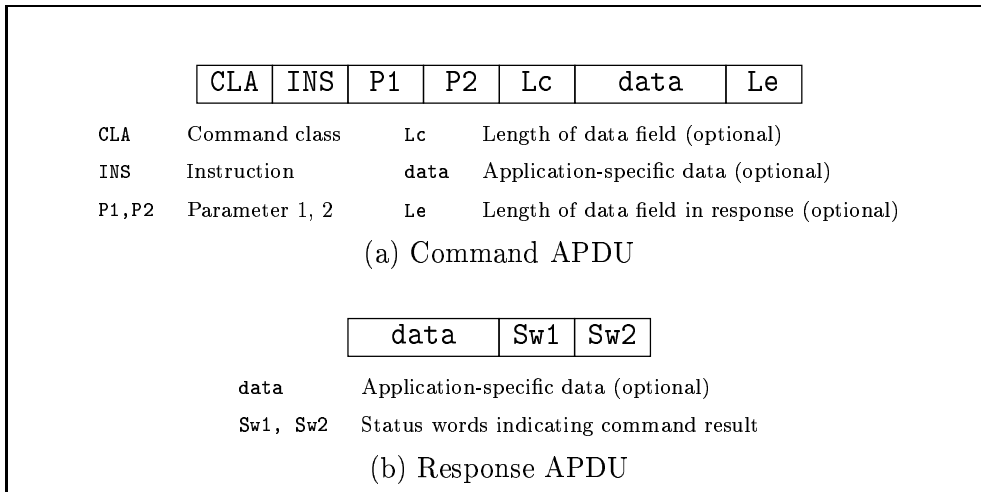 CLA INS P1 P2 Lc data Le
CLA Command class Lc Length of data field (optional)
INS Instruction data Application-specific data (optional)
P1,P2 Parameter 1, 2 Le Length of data field in response (optional)
(a) Command APDU
data Sw1 Sw2
data Application-specific data (optional)
Sw1, Sw2 Status words indicating command result
(b) Response APDU